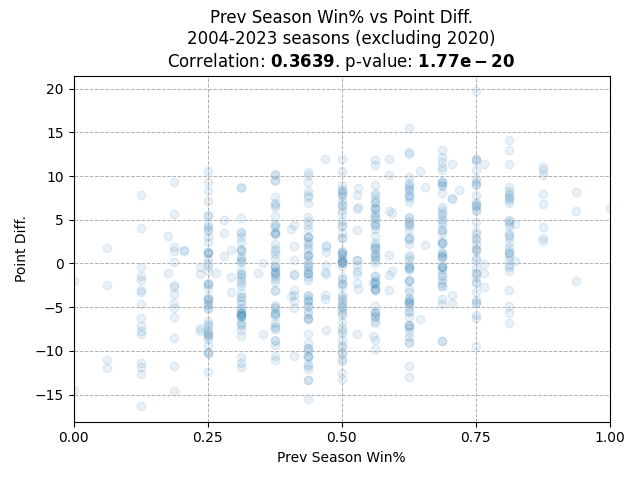 Prev Season Win% vs Point Diff.
2004-2023 seasons (excluding 2020)
Correlation: 0.3639. p-value: 1.77e − 20
20
15
10
5
0
−5
−10
−15
Point Diff.
0.00 0.25 0.50 0.75 1.00
Prev Season Win%